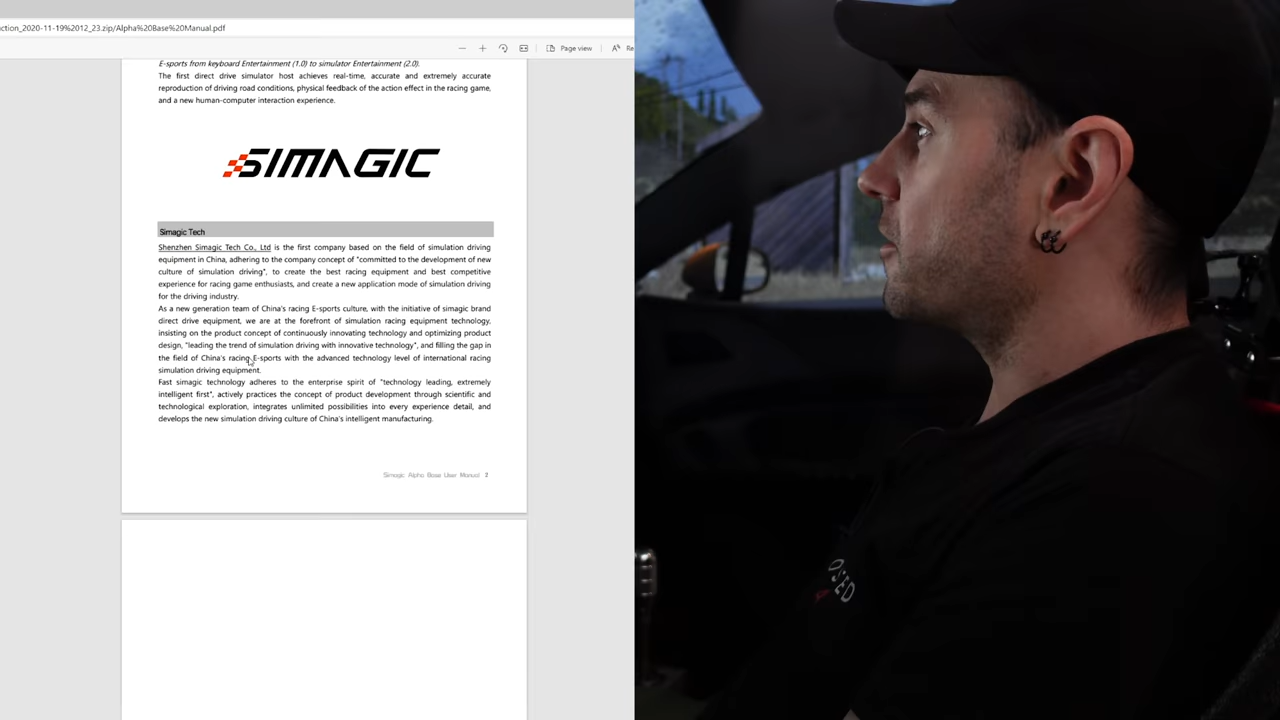 ction_2020-11-19%2012_23.zip/Alpha%20Base%20Manual.pdf
Page view
Re
E-sports from keyboard Entertainment (1.0) to simulator Entertainment (2.0).
The first direct drive simulator host achieves real-time, accurate and extremely accurate
reproduction of driving road conditions, physical feedback of the action effect in the racing game,
and a new human-computer interaction experience.
SIMAGIC
Simagic Tech
Shenzhen Simagic Tech Co., Ltd is the first company based on the field of simulation driving
equipment in China, adhering to the company concept of "committed to the development of new
culture of simulation driving", to create the best racing equipment and best competitive
experience for racing game enthusiasts, and create a new application mode of simulation driving
for the driving industry.
As a new generation team of China's racing E-sports culture, with the initiative of simagic brand
direct drive equipment, we are at the forefront of simulation racing equipment technology,
insisting on the product concept of continuously innovating technology and optimizing product
design, "leading the trend of simulation driving with innovative technology", and filling the gap in
the field of China's racing E-sports with the advanced technology level of international racing
simulation driving equipment.
Fast simagic technology adheres to the enterprise spirit of "technology leading, extremely
intelligent first", actively practices the concept of product development through scientific and
technological exploration, integrates unlimited possibilities into every experience detail, and
develops the new simulation driving culture of China's intelligent manufacturing.
Simagic Alpha Base User Manual